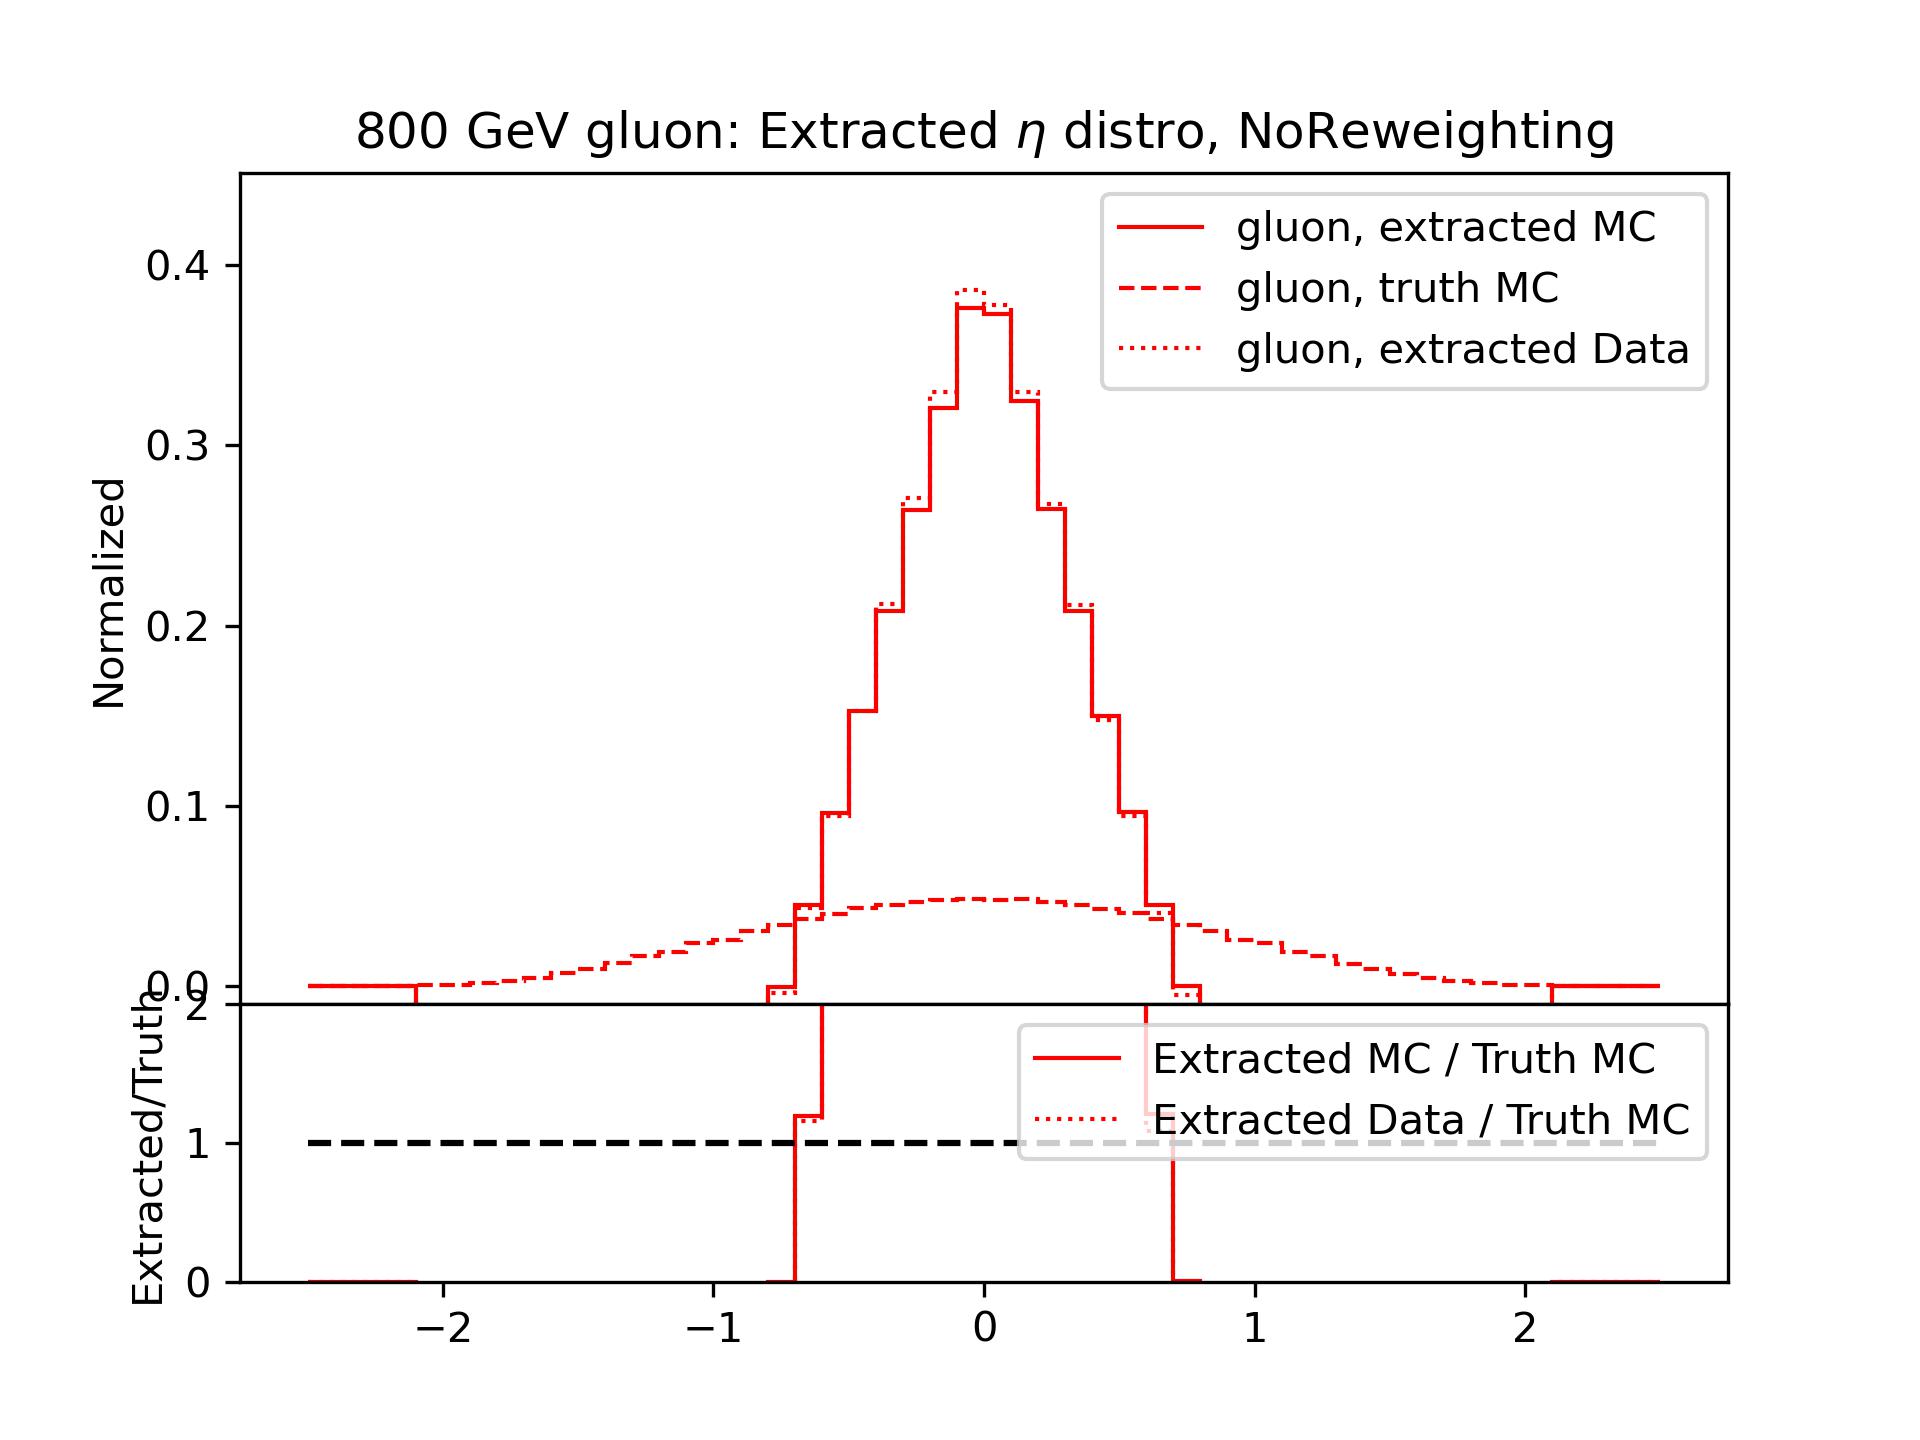 800 GeV gluon: Extracted η distro, NoReweighting
gluon, extracted MC
gluon, truth MC
gluon, extracted Data
0.4
0.3
0.2
0.1
0.0
Normalized
2
1
0
Extracted/Truth
Extracted MC / Truth MC
Extracted Data / Truth MC
−2 −1 0 1 2